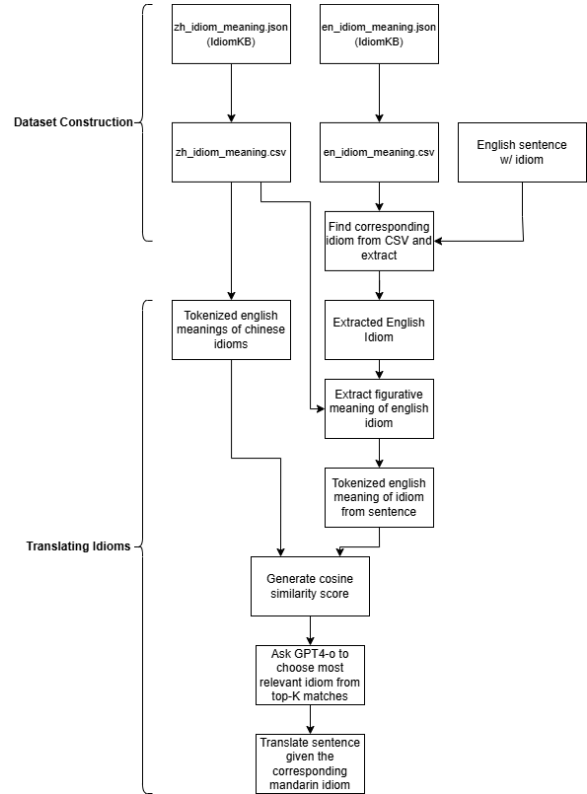 zh_idiom_meaning.json
(IdiomKB)
en_idiom_meaning.json
(IdiomKB)
Dataset Construction
zh_idiom_meaning.csv
en_idiom_meaning.csv
English sentence
w/ idiom
Find corresponding
idiom from CSV and
extract
Tokenized english
meanings of chinese
idioms
Extracted English
Idiom
Extract figurative
meaning of english
idiom
Tokenized english
meaning of idiom
from sentence
Translating Idioms
Generate cosine
similarity score
Ask GPT4-o to
choose most
relevant idiom from
top-K matches
Translate sentence
given the
corresponding
mandarin idiom